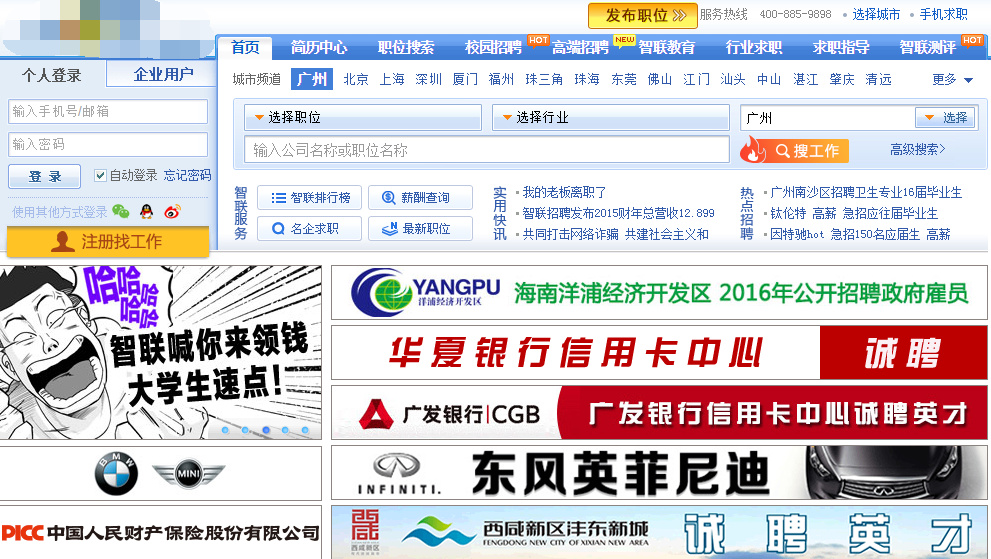 发布职位 服务热线 400-885-9898 选择城市 手机求职
首页 简历中心 职位搜索 校园招聘 HOT 高端招聘 NEW 智联教育 行业求职 求职指导 智联测评 HOT
个人登录 企业用户
城市频道 广州 北京 上海 深圳 厦门 福州 珠三角 珠海 东莞 佛山 江门 汕头 中山 湛江 肇庆 清远 更多
输入手机号/邮箱
选择职位 选择行业 广州 选择
输入密码
输入公司名称或职位名称 搜工作 高级搜索>
登 录 自动登录 忘记密码
使用其他方式登录
注册找工作
智联服务
智联排行榜 薪酬查询
名企求职 最新职位
实用快讯
我的老板离职了
智联招聘发布2015财年总营收12.899
共同打击网络诈骗 共建社会主义和
热点招聘
广州南沙区招聘卫生专业16届毕业生
钛伦特 高薪 急招应往届毕业生
因特驰hot 急招150名应届生 高薪
哈哈哈
哈哈哈
智联喊你来领钱
大学生速点!
YANGPU
洋浦经济开发区
海南洋浦经济开发区 2016年公开招聘政府雇员
华夏银行信用卡中心 诚聘
广发银行|CGB 广发银行信用卡中心诚聘英才
BMW MINI
INFINITI. 东风英菲尼迪
PICC 中国人民财产保险股份有限公司
西咸新区
西咸新区沣东新城
FENGDONG NEW CITY OF XIXIAN NEW AREA
诚聘英才